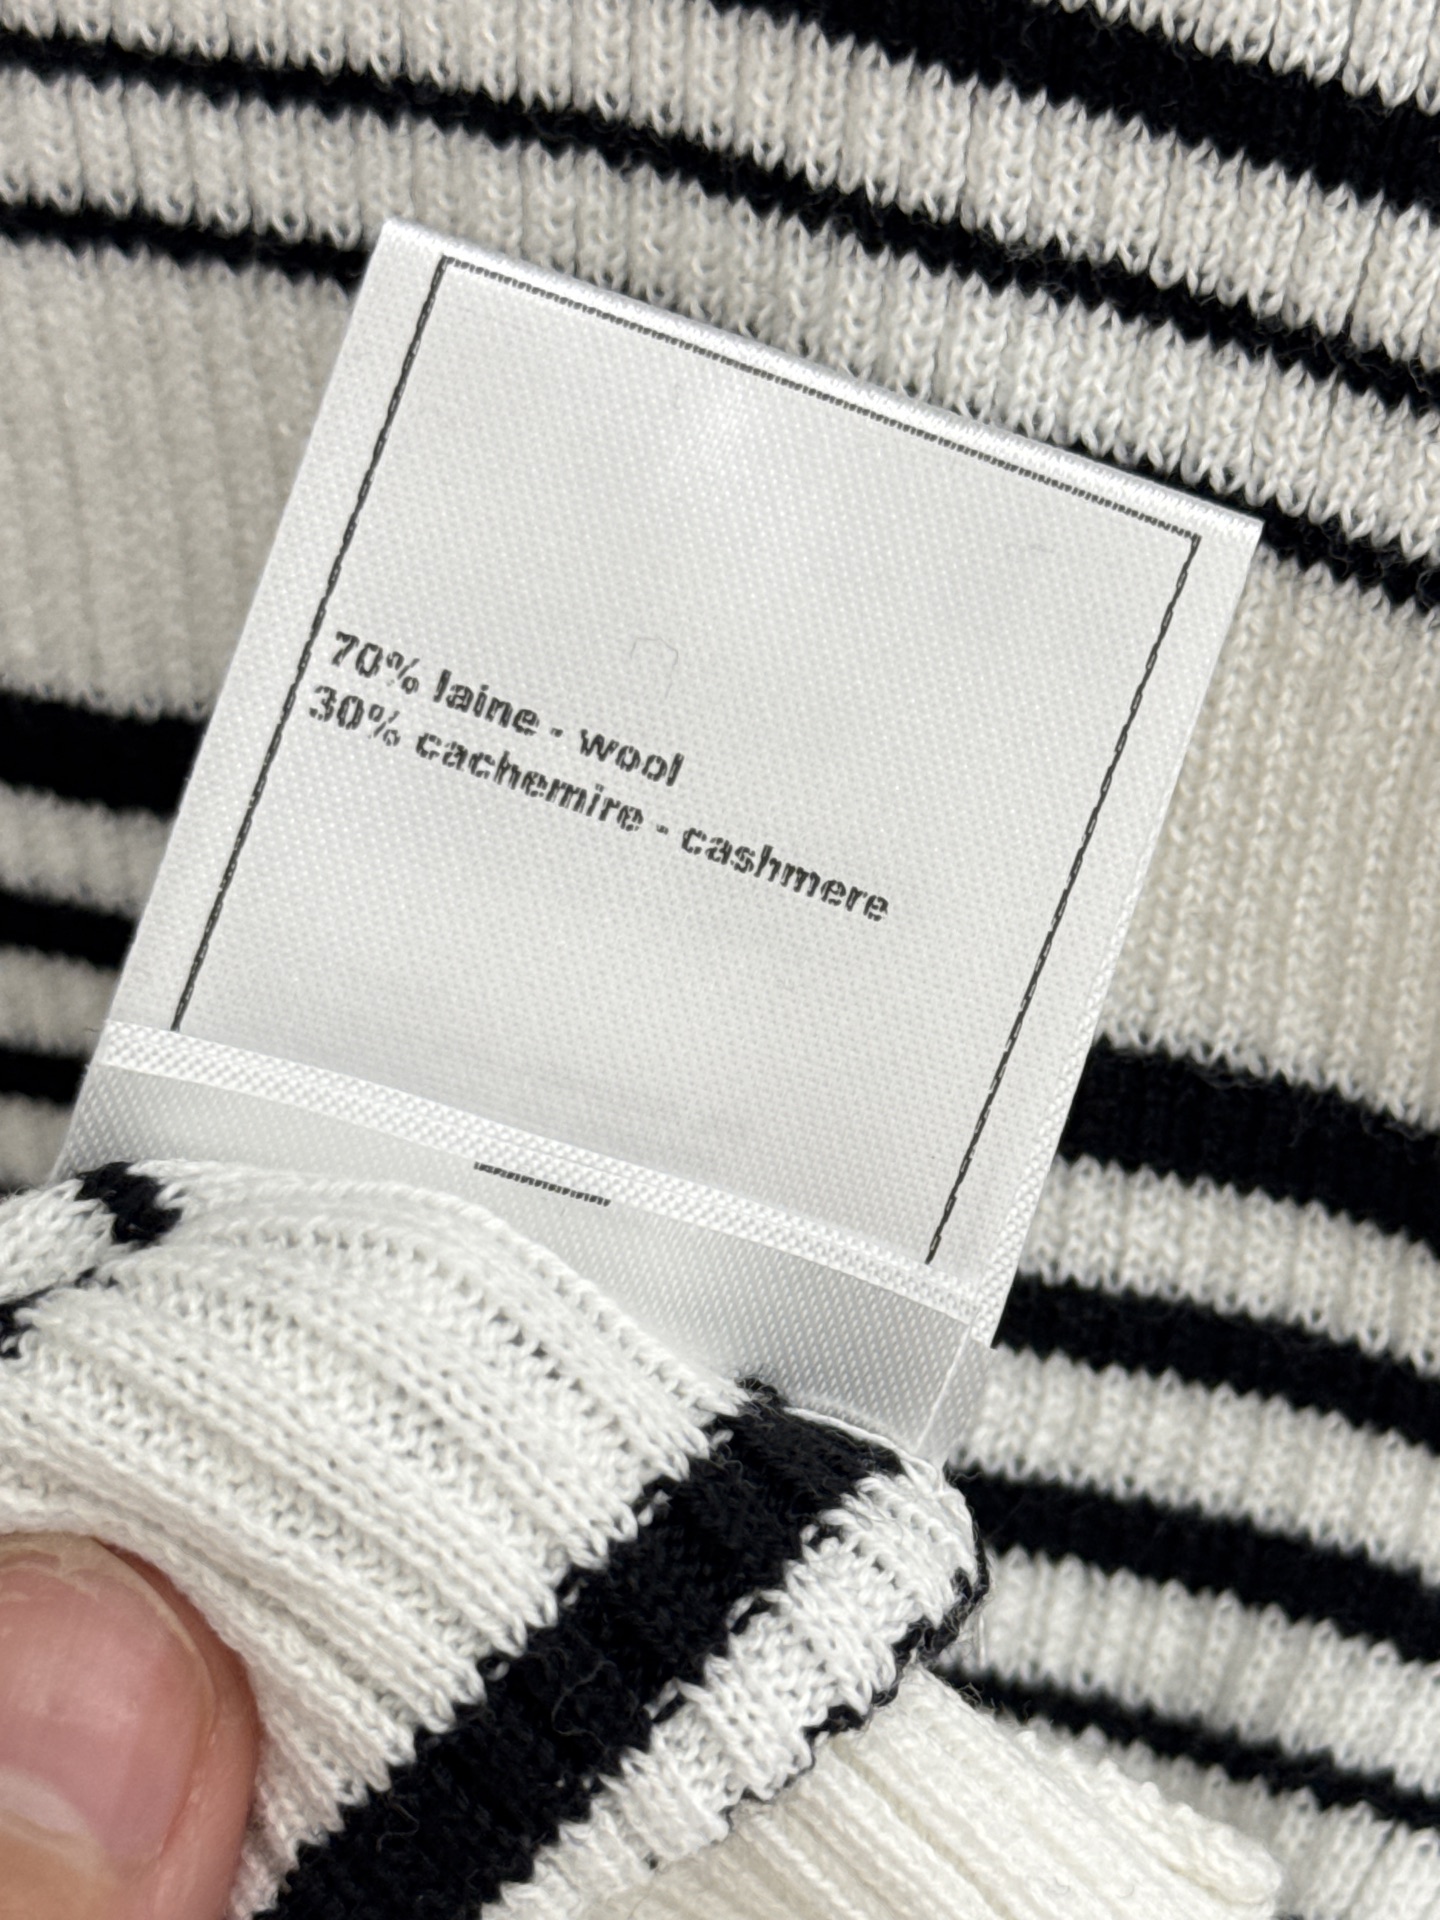 70% laine - wool
30% cachemire - cashmere